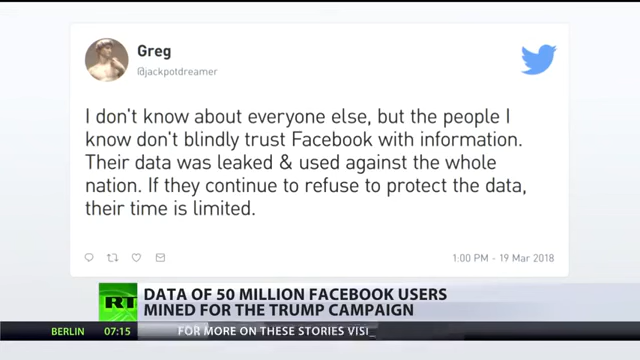 Greg
@jackpotdreamer
I don't know about everyone else, but the people I
know don't blindly trust Facebook with information.
Their data was leaked & used against the whole
nation. If they continue to refuse to protect the data,
their time is limited.
1:00 PM - 19 Mar 2018
RT
DATA OF 50 MILLION FACEBOOK USERS
MINED FOR THE TRUMP CAMPAIGN
BERLIN 07:15 FOR MORE ON THESE STORIES VISI_